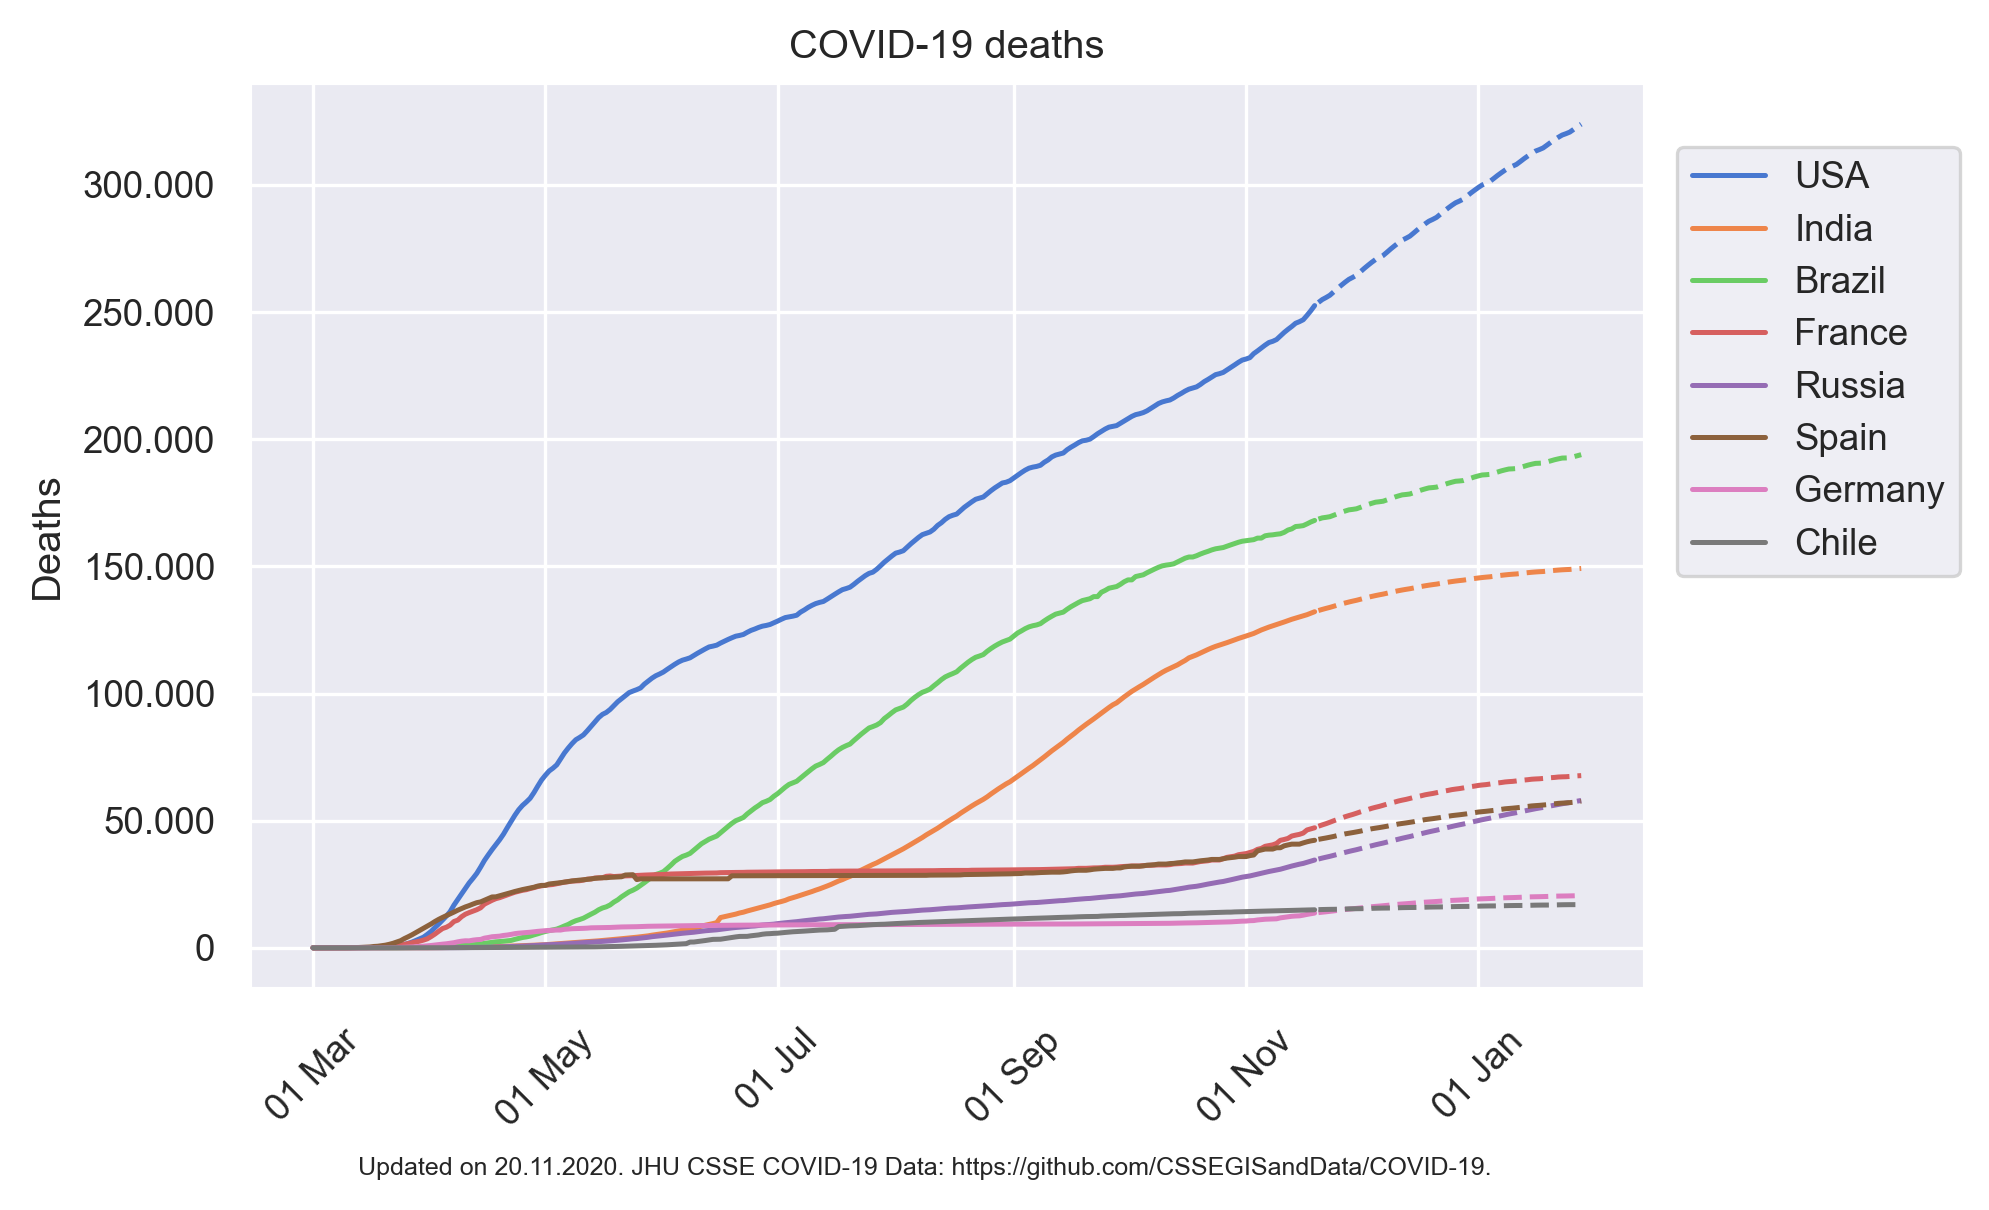 COVID-19 deaths
300.000
250.000
200.000
150.000
100.000
50.000
0
Deaths
01 Mar
01 May
01 Jul
01 Sep
01 Nov
01 Jan
USA
India
Brazil
France
Russia
Spain
Germany
Chile
Updated on 20.11.2020. JHU CSSE COVID-19 Data: https://github.com/CSSEGISandData/COVID-19.